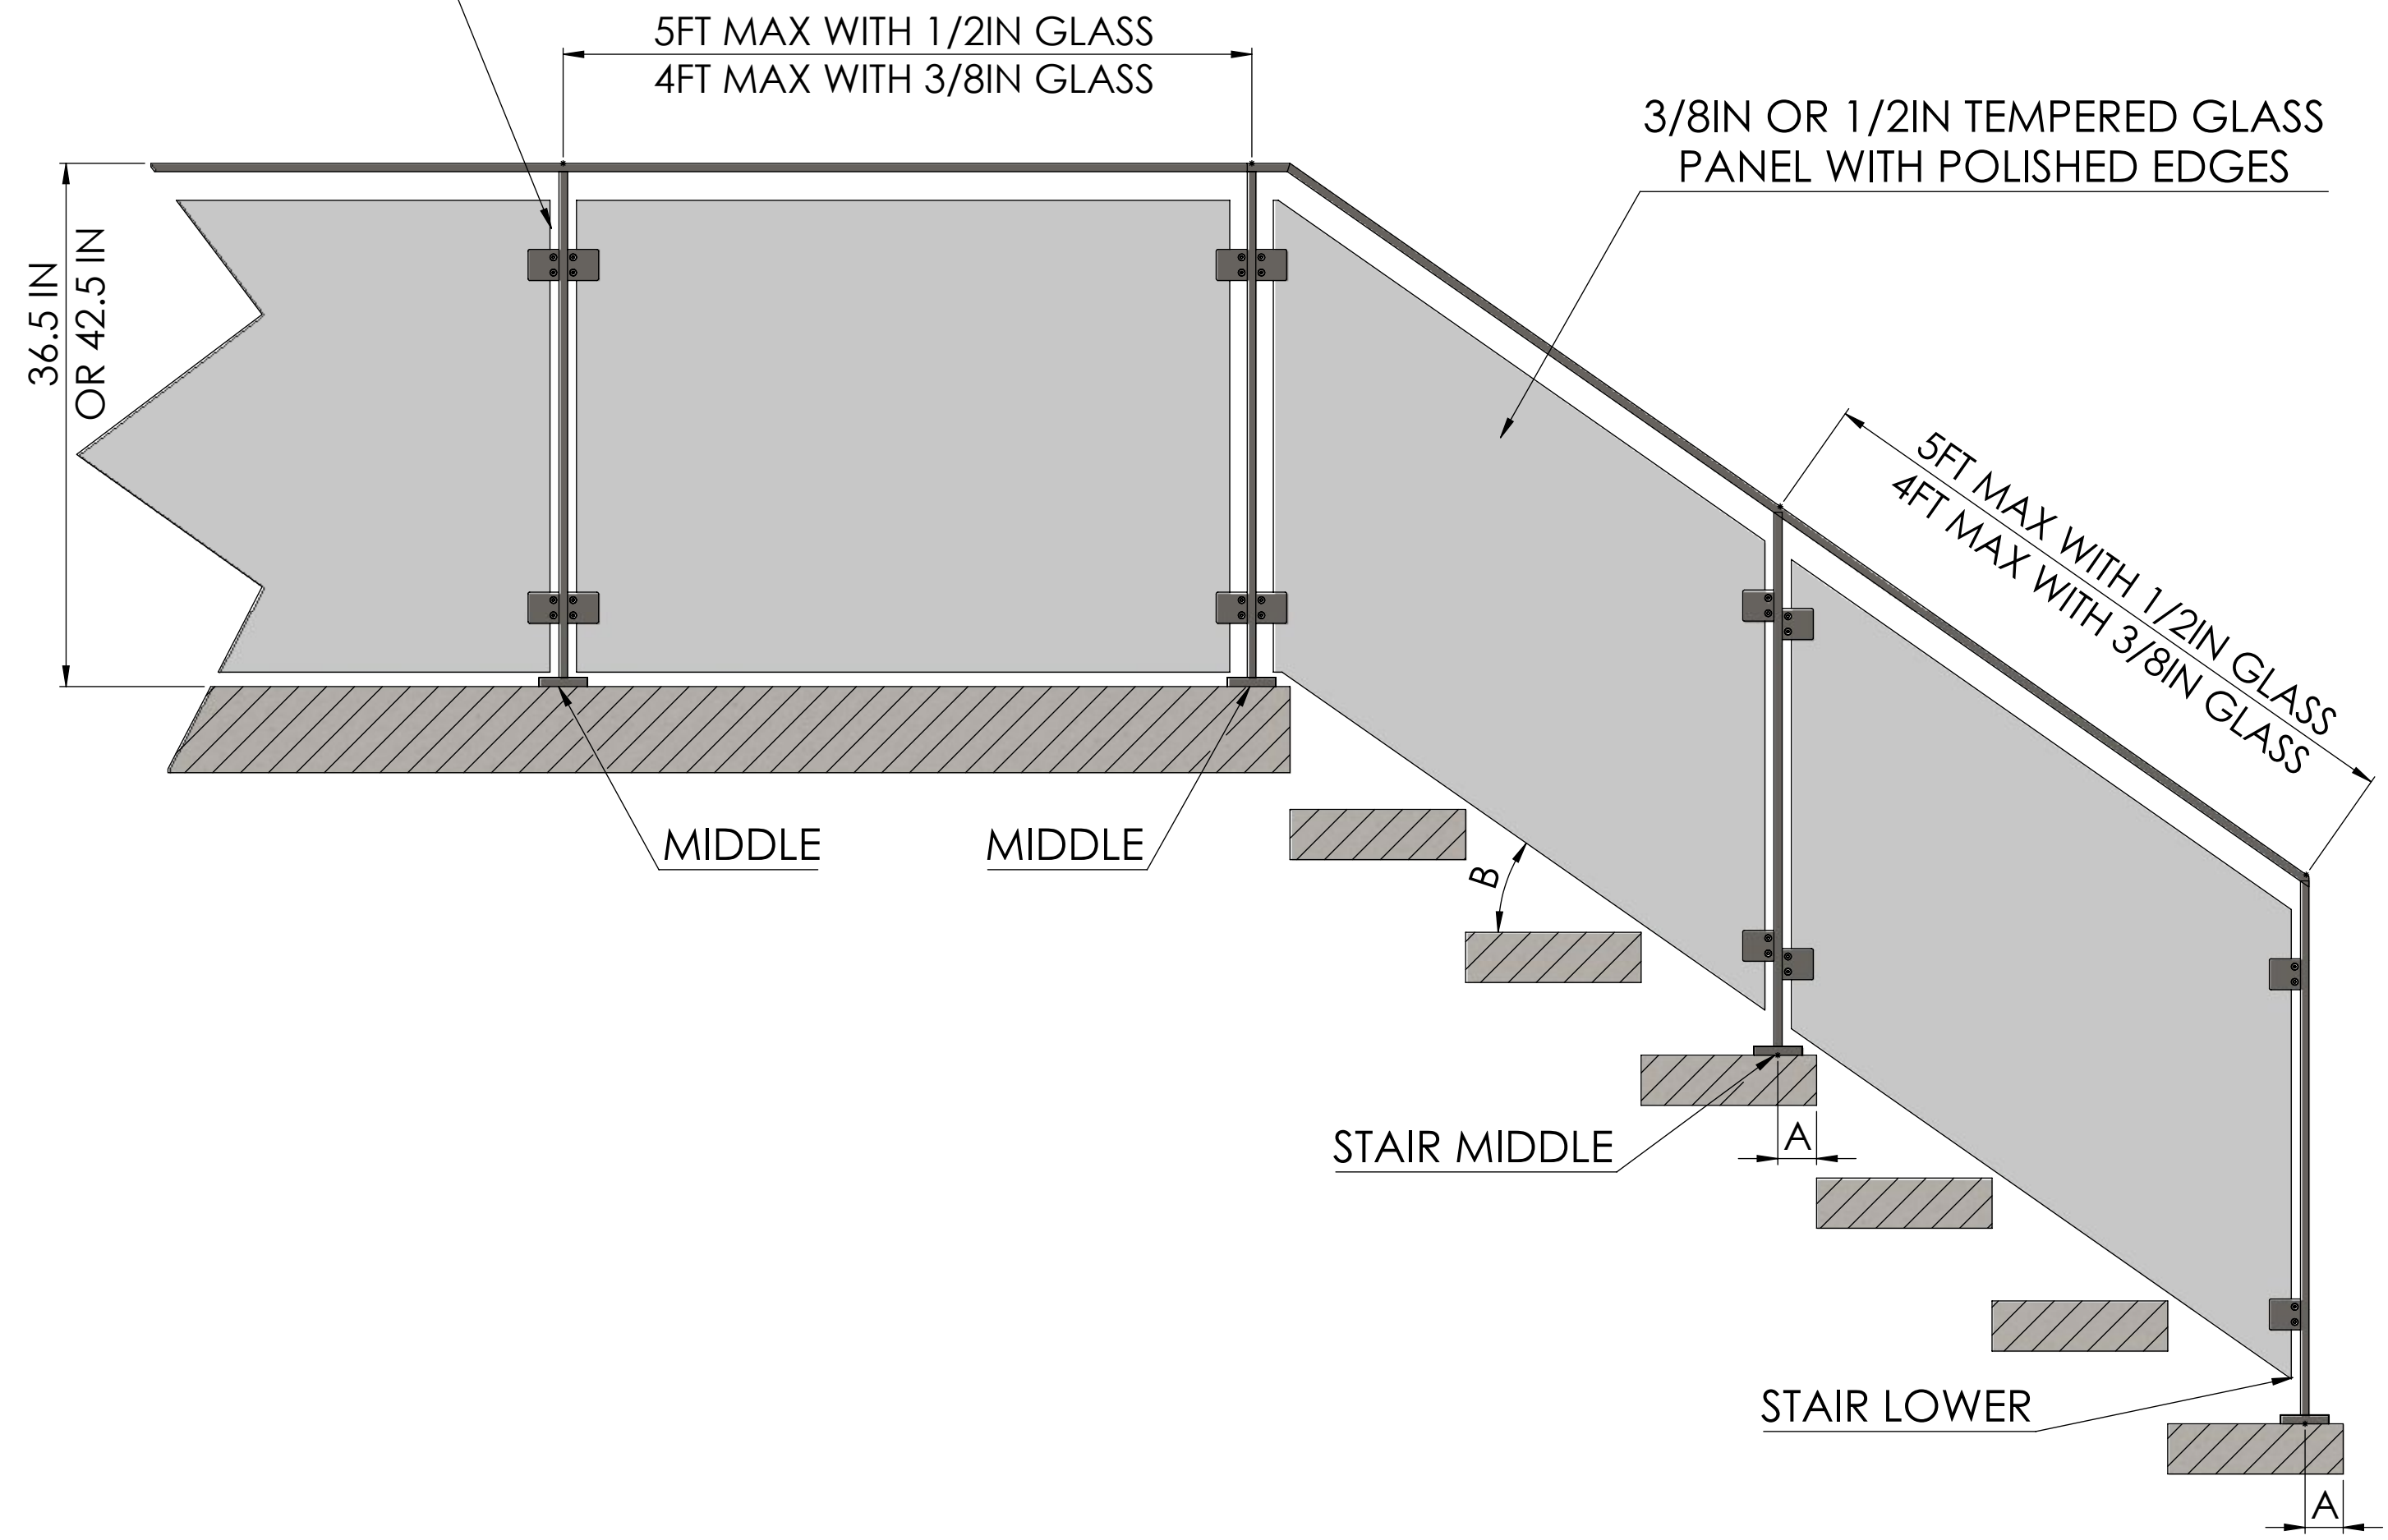 5FT MAX WITH 1/2IN GLASS
4FT MAX WITH 3/8IN GLASS
3/8IN OR 1/2IN TEMPERED GLASS
PANEL WITH POLISHED EDGES
36.5 IN
OR 42.5 IN
5FT MAX WITH 1/2IN GLASS
4FT MAX WITH 3/8IN GLASS
MIDDLE
MIDDLE
B
STAIR MIDDLE
A
STAIR LOWER
A